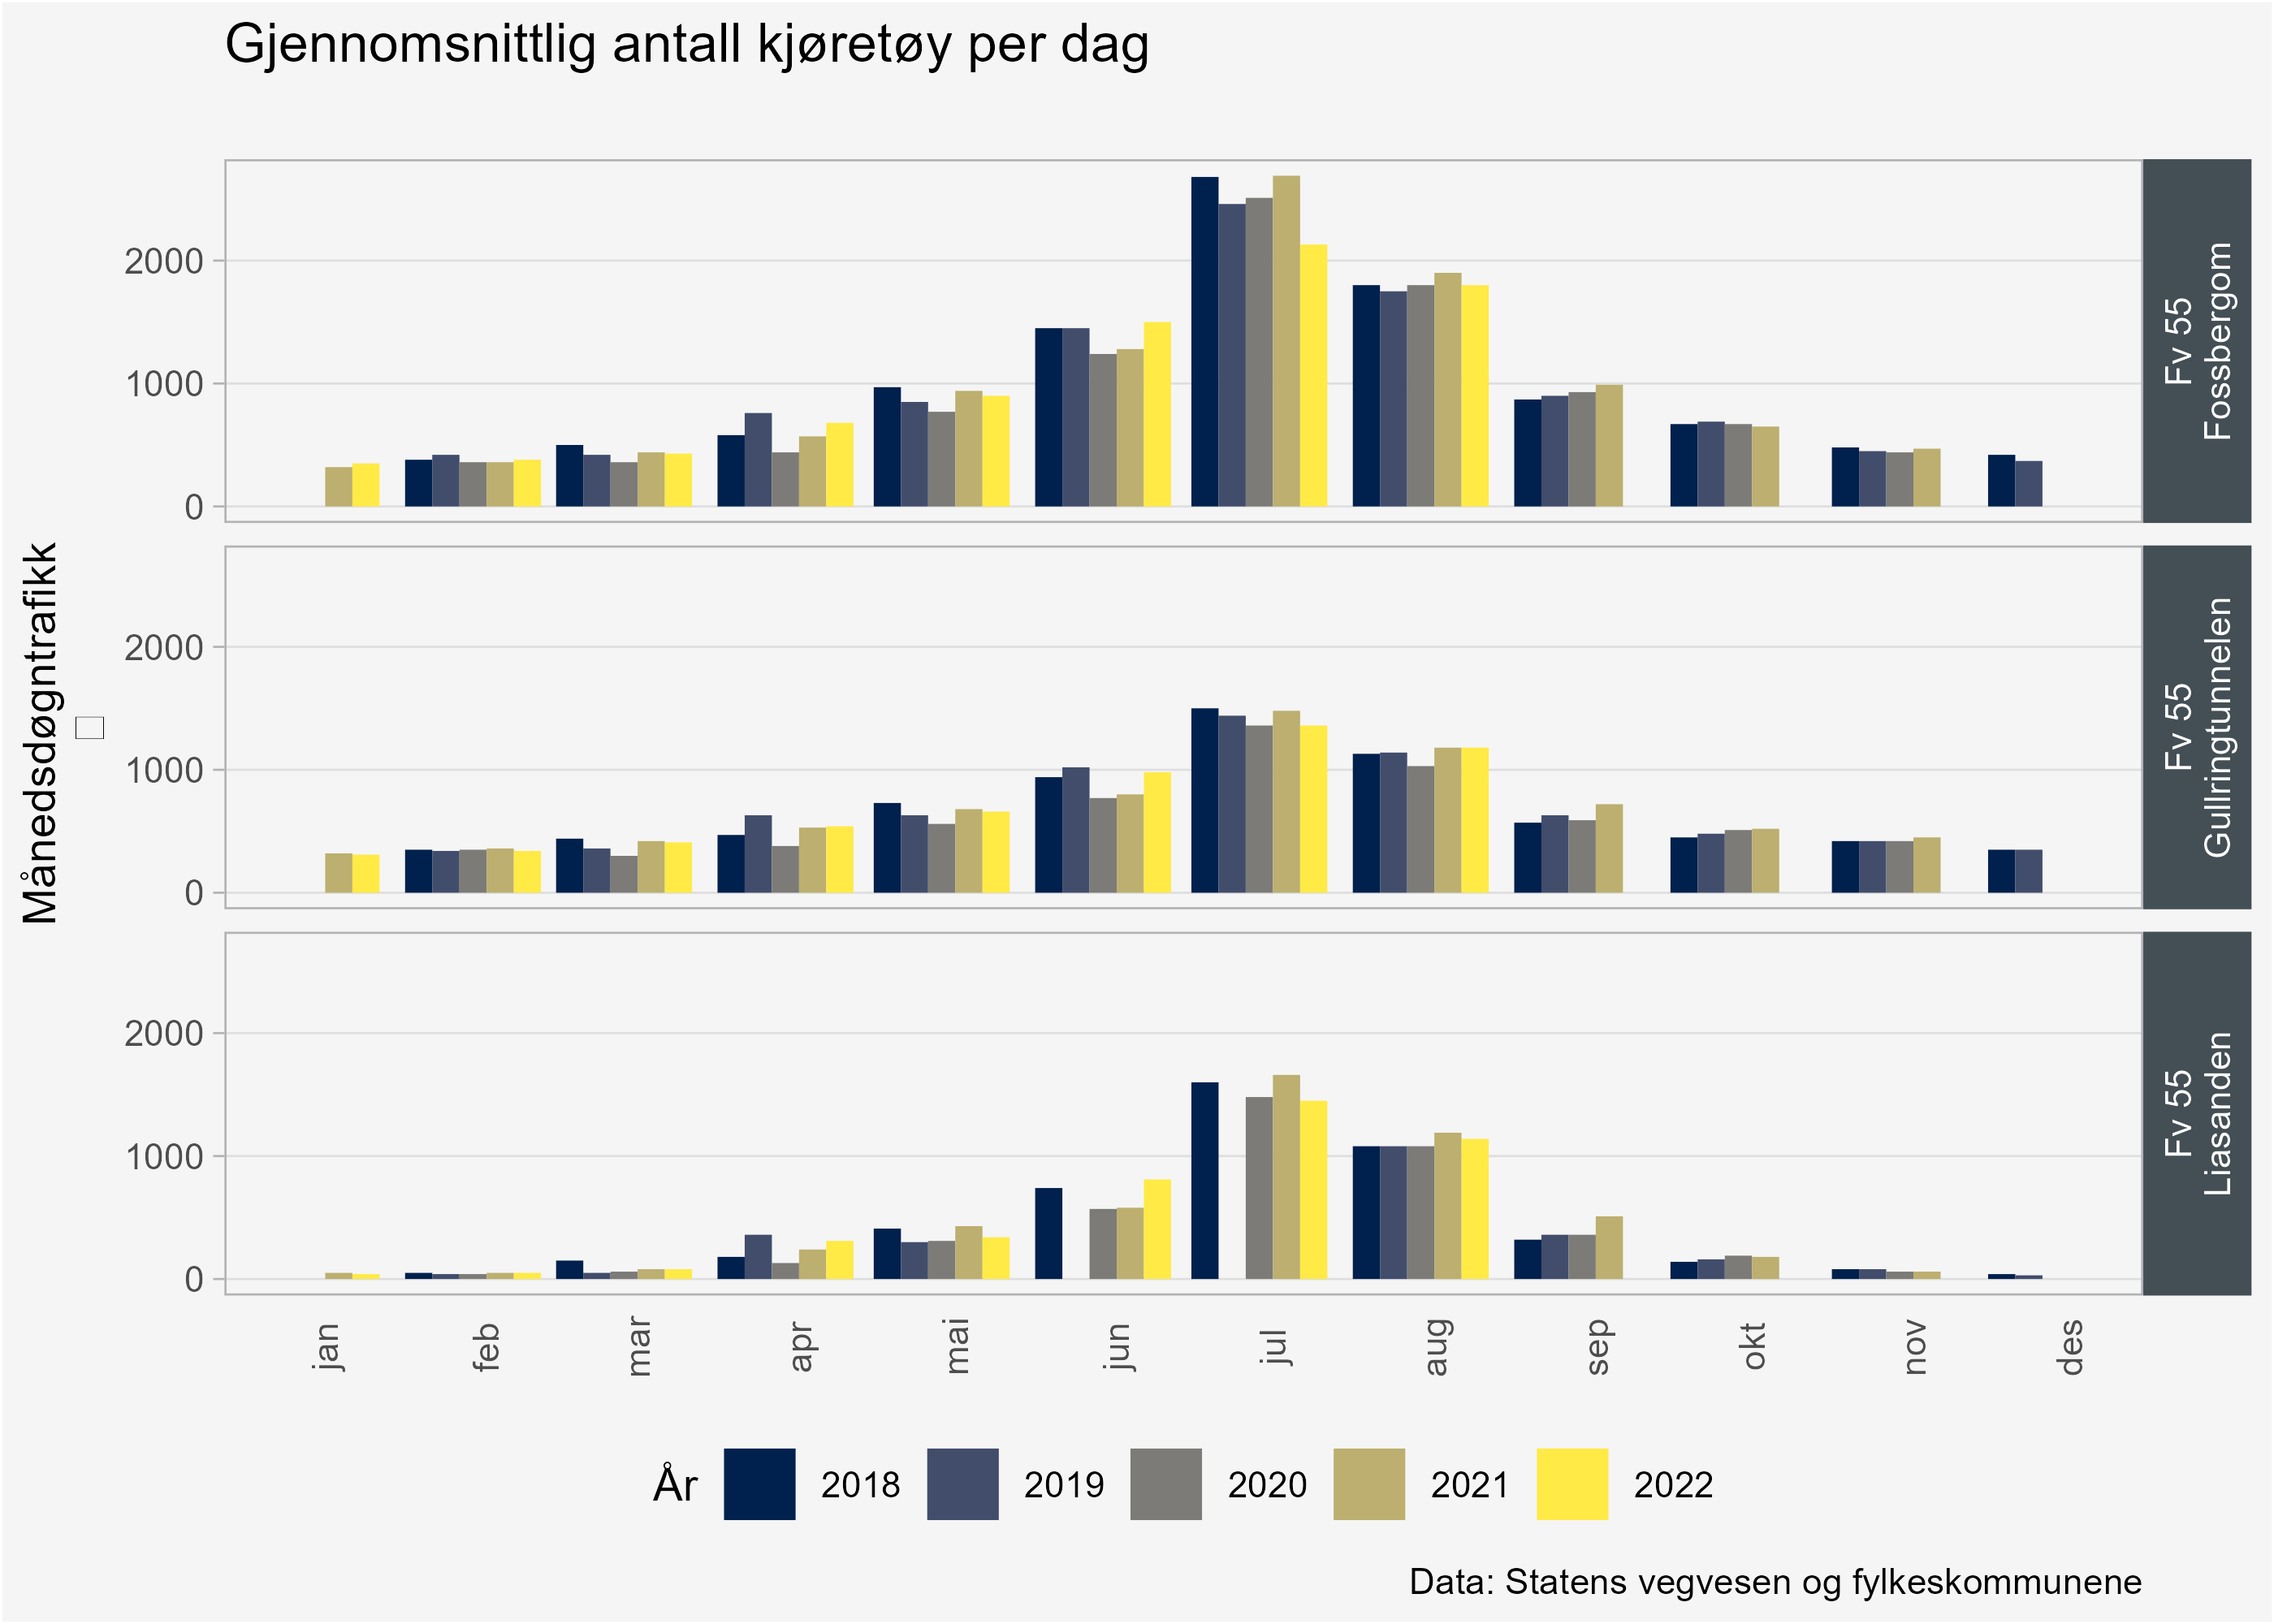 Gjennomsnittlig antall kjøretøy per dag
Månedsdøgntrafikk
2000
1000
0
Fv 55
Fossbergom
2000
1000
0
Fv 55
Gullringtunnelen
2000
1000
0
Fv 55
Liasanden
jan feb mar apr mai jun jul aug sep okt nov des
År 2018 2019 2020 2021 2022
Data: Statens vegvesen og fylkeskommunene